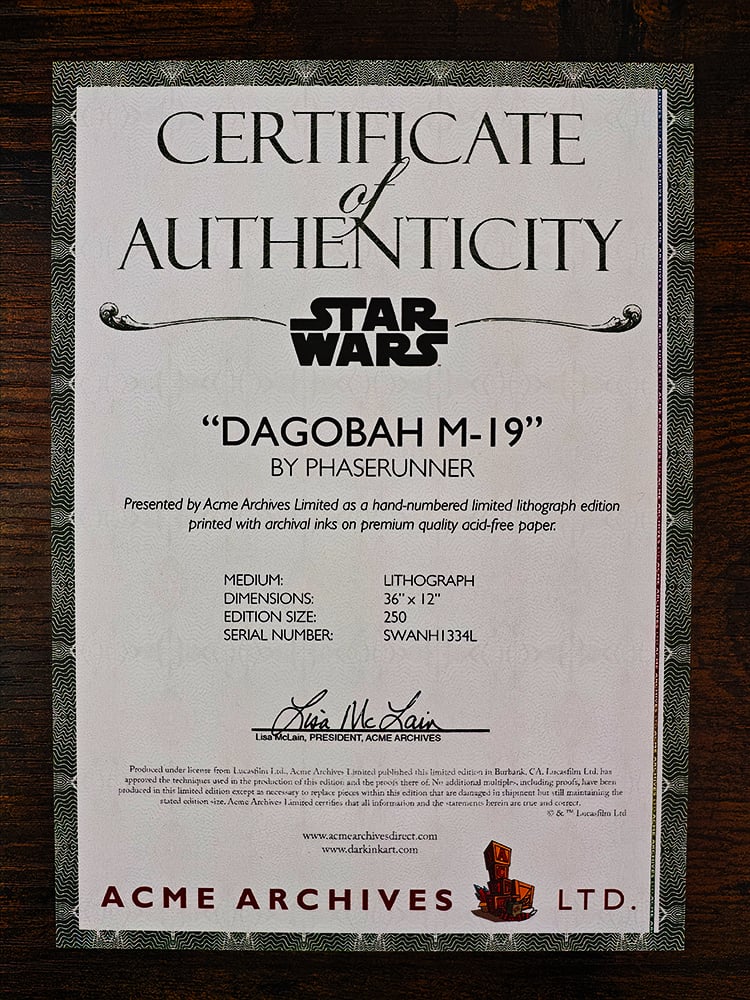 CERTIFICATE
of
AUTHENTICITY
STAR
WARS
“DAGOBAH M-19”
BY PHASERUNNER
Presented by Acme Archives Limited as a hand-numbered limited lithograph edition
printed with archival inks on premium quality acid-free paper.
MEDIUM: LITHOGRAPH
DIMENSIONS: 36" x 12"
EDITION SIZE: 250
SERIAL NUMBER: SWANH1334L
Lisa McLain
Lisa McLain, PRESIDENT, ACME ARCHIVES
Produced under license from Lucasfilm Ltd., Acme Archives Limited published this limited edition in Burbank, CA. Lucasfilm Ltd. has
approved the techniques used in the production of this edition and the proofs there of. No additional multiples, including proofs, have been
produced in this limited edition except as necessary to replace pieces within this edition that are damaged in shipment but still maintaining the
stated edition size. Acme Archives Limited certifies that all information and the statements herein are true and correct.
© & ™ Lucasfilm Ltd
www.acmearchivesdirect.com
www.darkinkart.com
ACME ARCHIVES LTD.